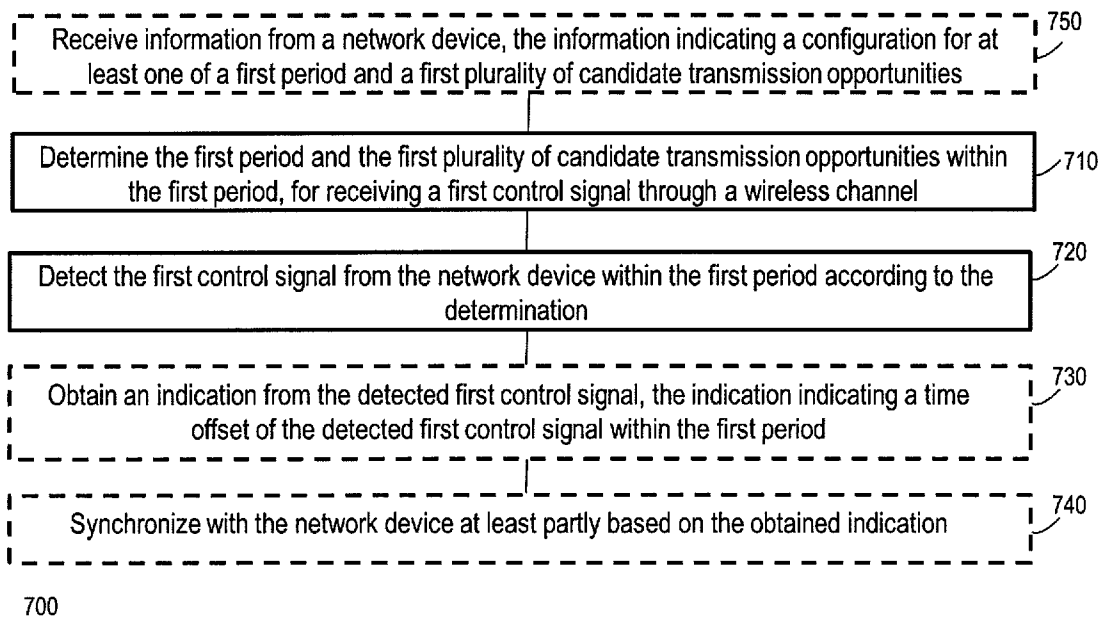 750
Receive information from a network device, the information indicating a configuration for at
least one of a first period and a first plurality of candidate transmission opportunities
Determine the first period and the first plurality of candidate transmission opportunities within
the first period, for receiving a first control signal through a wireless channel
710
720
Detect the first control signal from the network device within the first period according to the
determination
730
Obtain an indication from the detected first control signal, the indication indicating a time
offset of the detected first control signal within the first period
740
Synchronize with the network device at least partly based on the obtained indication
700